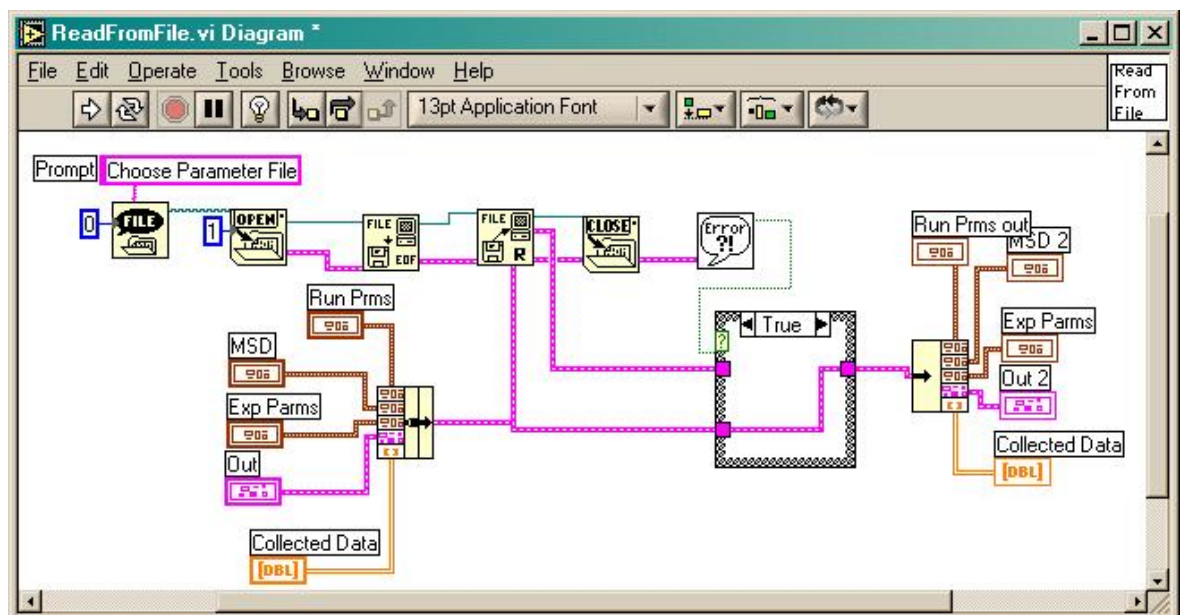 ReadFromFile.vi Diagram *
File Edit Operate Tools Browse Window Help
Read
From
File
13pt Application Font
Prompt Choose Parameter File
0
FILE
1
OPEN
FILE
EOF
FILE
R
CLOSE
Error
?!
Run Prms out
MSD 2
Run Prms
True
Exp Parms
MSD
?
Out 2
Exp Parms
Out
Collected Data
[DBL]
Collected Data
[DBL]